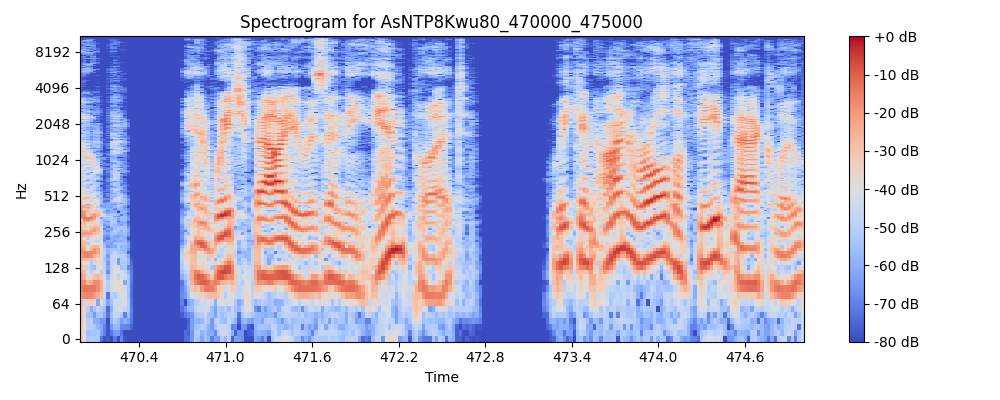 Spectrogram for AsNTP8Kwu80_470000_475000
8192
4096
2048
1024
512
256
128
64
0
Hz
470.4 471.0 471.6 472.2 472.8 473.4 474.0 474.6
Time
+0 dB
-10 dB
-20 dB
-30 dB
-40 dB
-50 dB
-60 dB
-70 dB
-80 dB